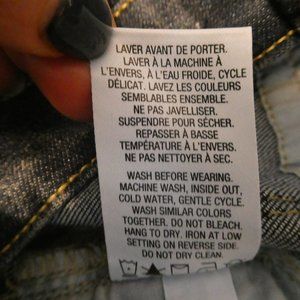 LAVER AVANT DE PORTER.
LAVER À LA MACHINE À
L'ENVERS, À L'EAU FROIDE, CYCLE
DÉLICAT. LAVEZ LES COULEURS
SEMBLABLES ENSEMBLE.
NE PAS JAVELLISER.
SUSPENDRE POUR SÉCHER.
REPASSER À BASSE
TEMPÉRATURE À L'ENVERS.
NE PAS NETTOYER À SEC.
WASH BEFORE WEARING.
MACHINE WASH, INSIDE OUT,
COLD WATER, GENTLE CYCLE.
WASH SIMILAR COLORS
TOGETHER. DO NOT BLEACH.
HANG TO DRY. IRON AT LOW
SETTING ON REVERSE SIDE.
DO NOT DRY CLEAN.